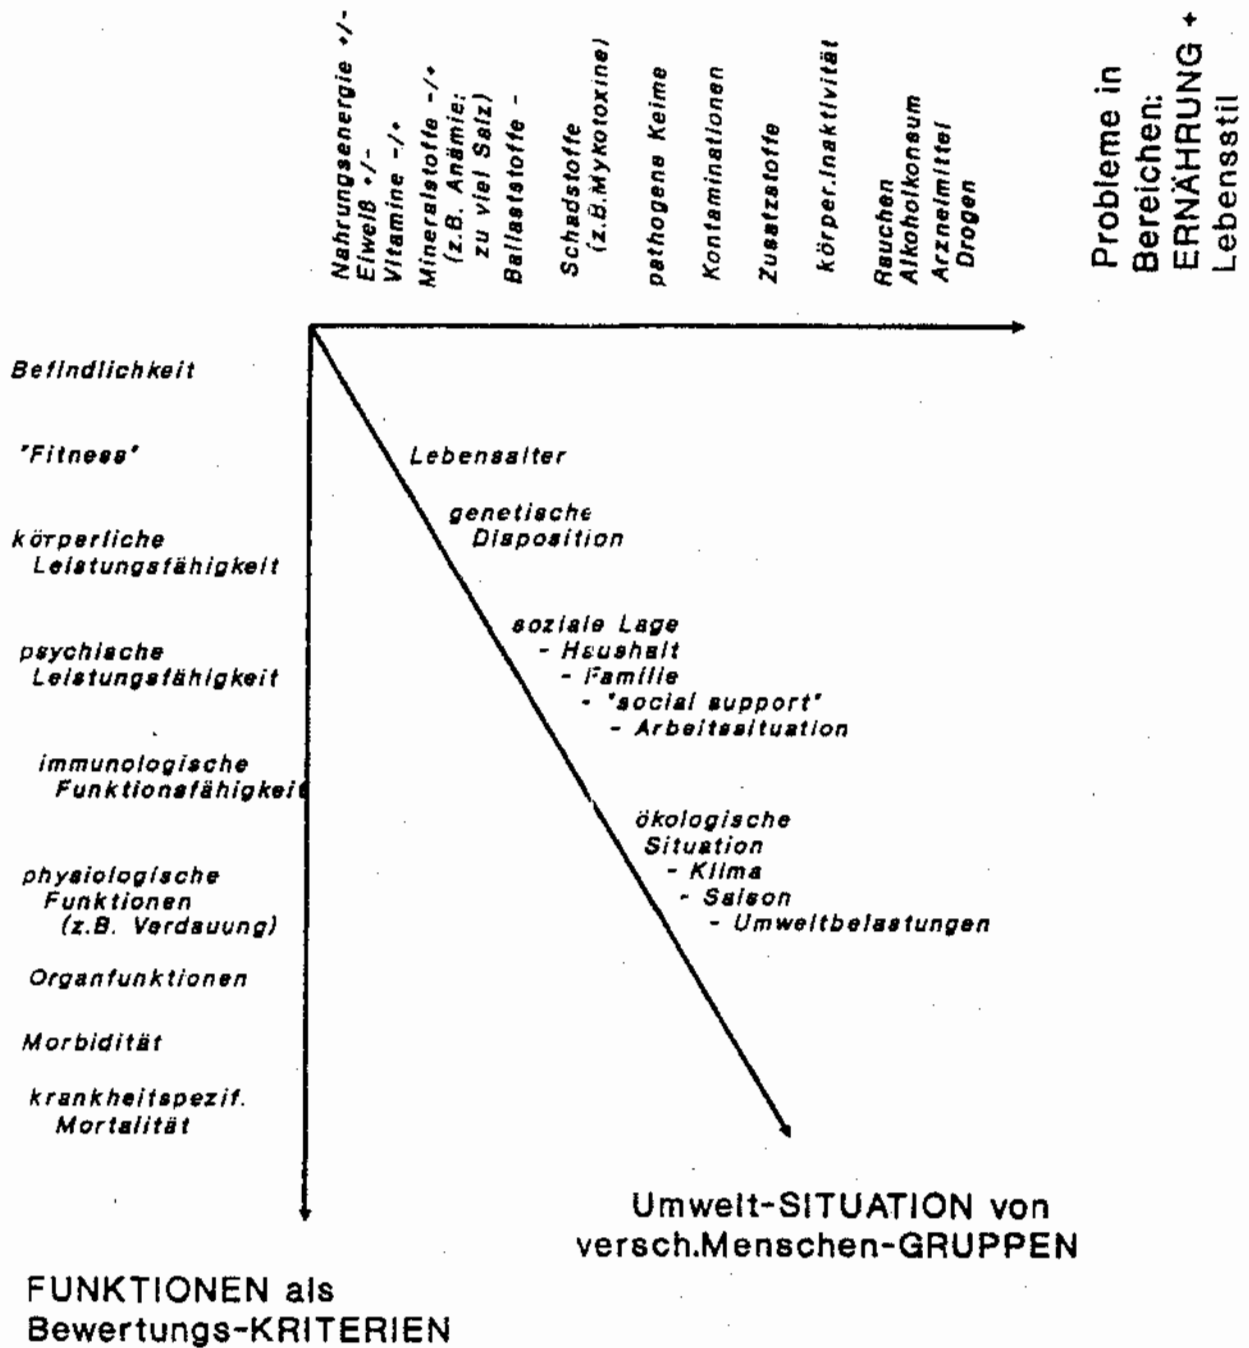 Nahrungsenergie +/-
Eiweiß +/-
Vitamine -/+
Mineralstoffe -/+
(z.B. Anämie;
zu viel Salz)
Ballaststoffe -
Schadstoffe
(z.B.Mykotoxine)
pathogene Keime
Kontaminationen
Zusatzstoffe
körper.Inaktivität
Rauchen
Alkoholkonsum
Arzneimittel
Drogen
Probleme in
Bereichen:
ERNÄHRUNG +
Lebensstil
Befindlichkeit
"Fitness"
körperliche
Leistungsfähigkeit
psychische
Leistungsfähigkeit
immunologische
Funktionsfähigkeit
physiologische
Funktionen
(z.B. Verdauung)
Organfunktionen
Morbidität
krankheitspezif.
Mortalität
Lebensalter
genetische
Disposition
soziale Lage
- Haushalt
- Familie
- "social support"
- Arbeitssituation
ökologische
Situation
- Klima
- Saison
- Umweltbelastungen
Umwelt-SITUATION von
versch.Menschen-GRUPPEN
FUNKTIONEN als
Bewertungs-KRITERIEN